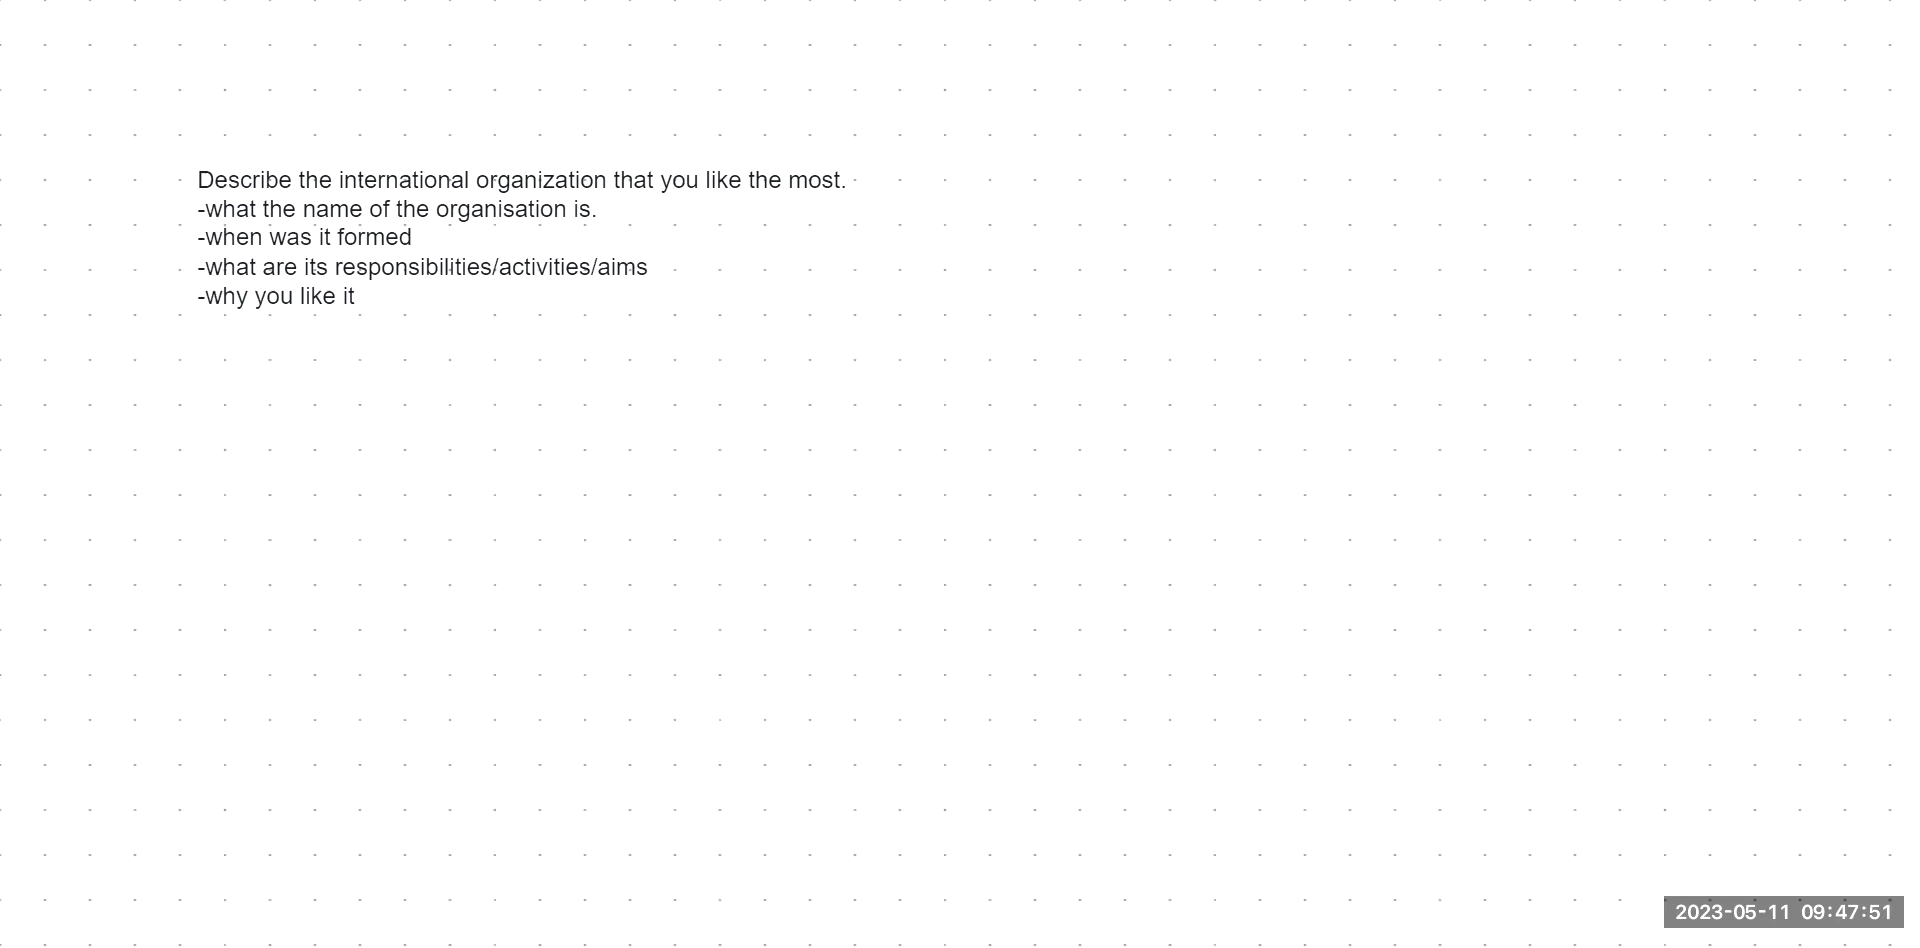 Describe the international organization that you like the most.
-what the name of the organisation is.
-when was it formed
-what are its responsibilities/activities/aims
-why you like it
2023-05-11 09:47:51